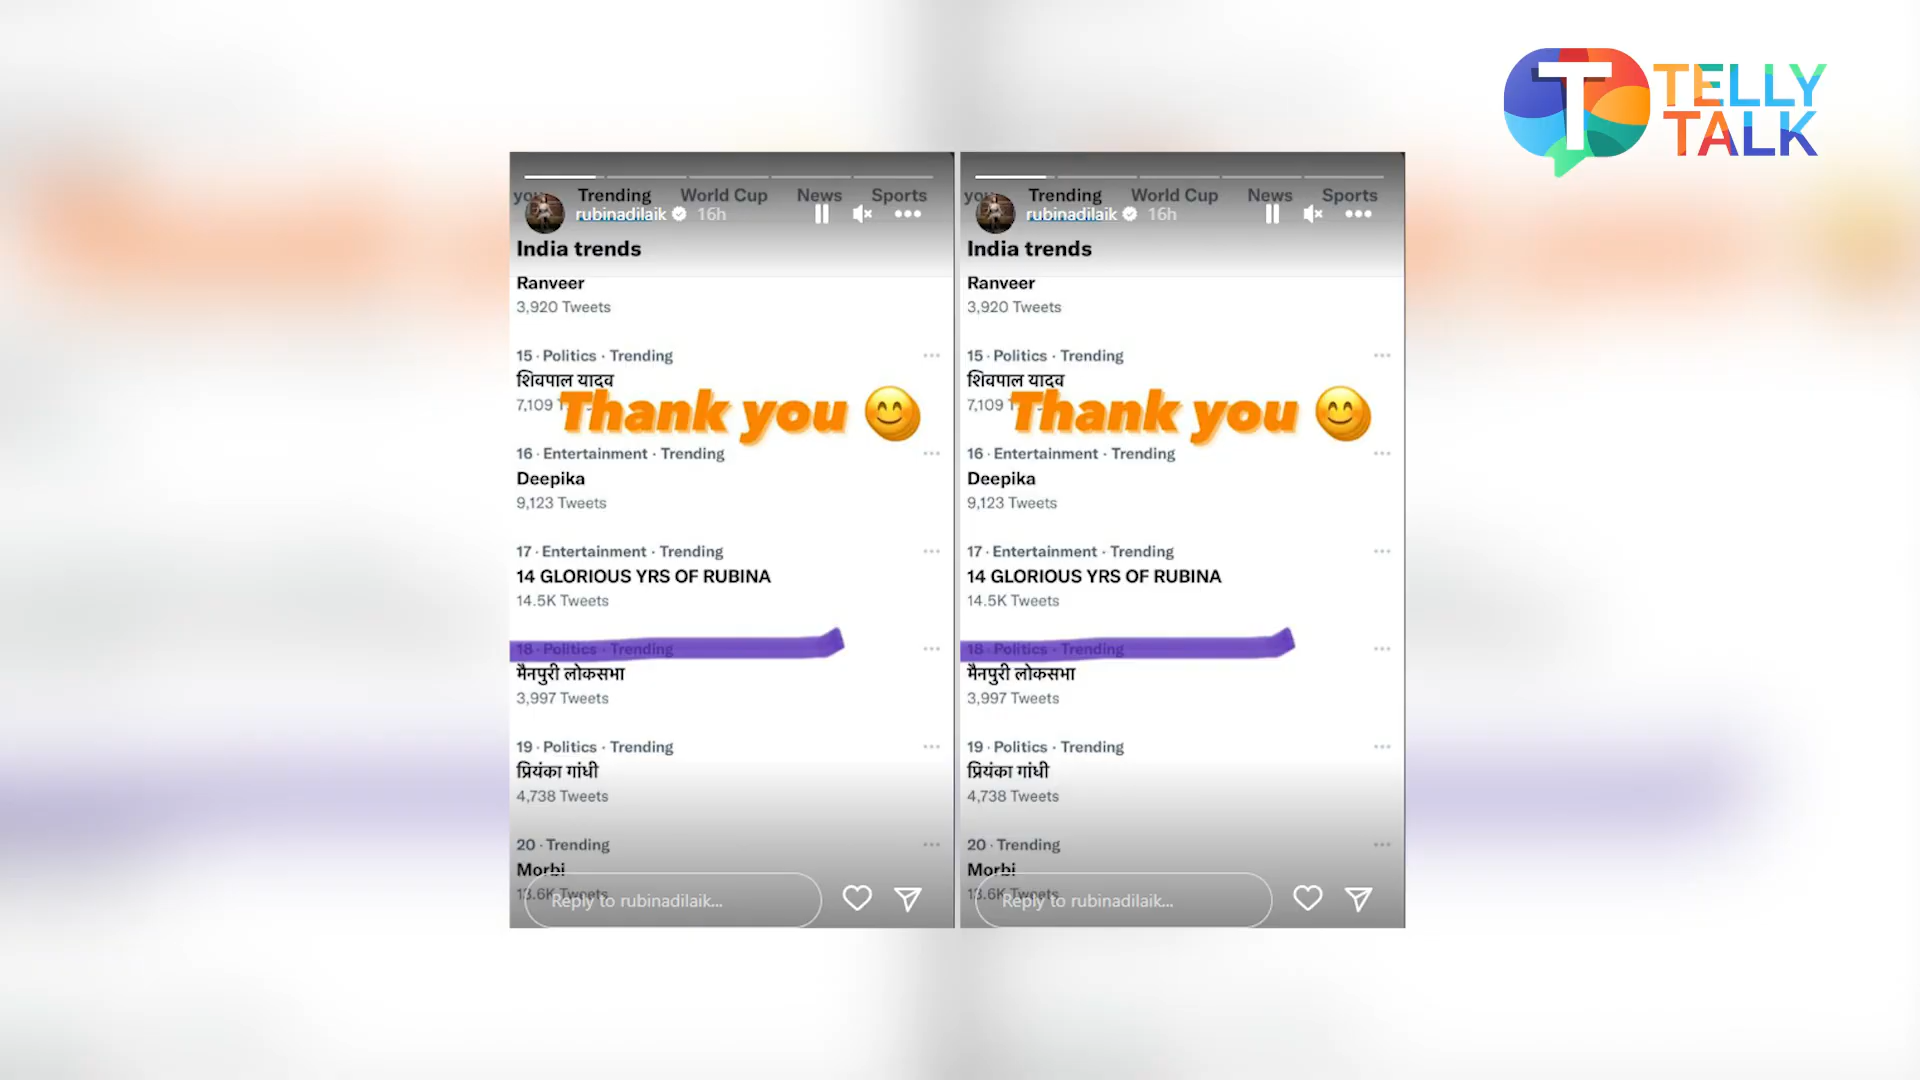 TELLY
TALK
you Trending World Cup News Sports
rubinadilaik 16h
India trends
Ranveer
3,920 Tweets
15 · Politics · Trending
शिवपाल यादव
7,109
Thank you 😊
16 · Entertainment · Trending
Deepika
9,123 Tweets
17 · Entertainment · Trending
14 GLORIOUS YRS OF RUBINA
14.5K Tweets
18 · Politics · Trending
मैनपुरी लोकसभा
3,997 Tweets
19 · Politics · Trending
प्रियंका गांधी
4,738 Tweets
20 · Trending
Morbi
Tweets
Reply to rubinadilaik...
you Trending World Cup News Sports
rubinadilaik 16h
India trends
Ranveer
3,920 Tweets
15 · Politics · Trending
शिवपाल यादव
7,109
Thank you 😊
16 · Entertainment · Trending
Deepika
9,123 Tweets
17 · Entertainment · Trending
14 GLORIOUS YRS OF RUBINA
14.5K Tweets
18 · Politics · Trending
मैनपुरी लोकसभा
3,997 Tweets
19 · Politics · Trending
प्रियंका गांधी
4,738 Tweets
20 · Trending
Morbi
Tweets
Reply to rubinadilaik...